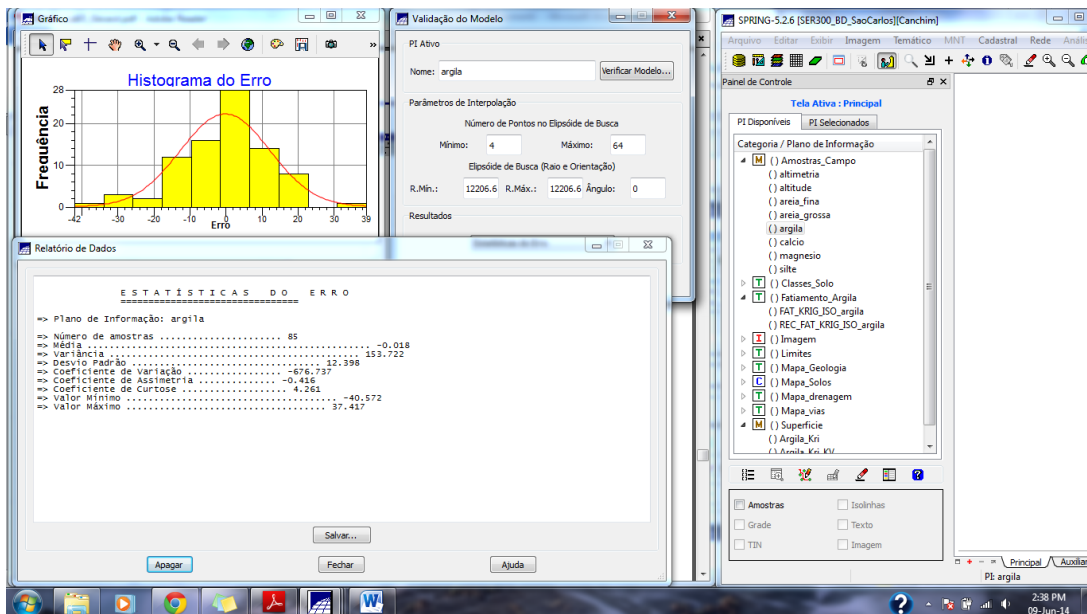 Gráfico
»
Histograma do Erro
Frequência
28
20
10
0
-42 -30 -20 -10 0 10 20 30 39
Erro
Validação do Modelo
PI Ativo
Nome: argila Verificar Modelo...
Parâmetros de Interpolação
Número de Pontos no Elipsóide de Busca
Mínimo: 4 Máximo: 64
Elipsóide de Busca (Raio e Orientação)
R.Mín.: 12206.6 R.Máx.: 12206.6 Ângulo: 0
Resultados
Relatório de Dados
E S T A T Í S T I C A S D O E R R O
===============================
=> Plano de Informação: argila
=> Número de amostras ..................... 85
=> Média ................................................. -0.018
=> Variância ........................................... 153.722
=> Desvio Padrão ................................. 12.398
=> Coeficiente de Variação ................ -676.737
=> Coeficiente de Assimetria .............. -0.416
=> Coeficiente de Curtose .................. 4.261
=> Valor Mínimo ................................... -40.572
=> Valor Máximo ................................... 37.417
Salvar...
Apagar Fechar Ajuda
SPRING-5.2.6 [SER300_BD_SaoCarlos][Canchim]
Arquivo Editar Exibir Imagem Temático MNT Cadastral Rede
Painel de Controle
Tela Ativa : Principal
PI Disponíveis PI Selecionados
Categoria / Plano de Informação
M () Amostras_Campo
() altimetria
() altitude
() areia_fina
() areia_grossa
() argila
() calcio
() magnesio
() silte
T () Classes_Solo
T () Fatiamento_Argila
() FAT_KRIG_ISO_argila
() REC_FAT_KRIG_ISO_argila
I () Imagem
T () Limites
T () Mapa_Geologia
C () Mapa_Solos
T () Mapa_drenagem
T () Mapa_vias
M () Superficie
() Argila_Kri
() Argila_Kri_KV
Amostras Isolinhas
Grade Texto
TIN Imagem
Principal Auxiliar
PI: argila
2:38 PM
09-Jun-14